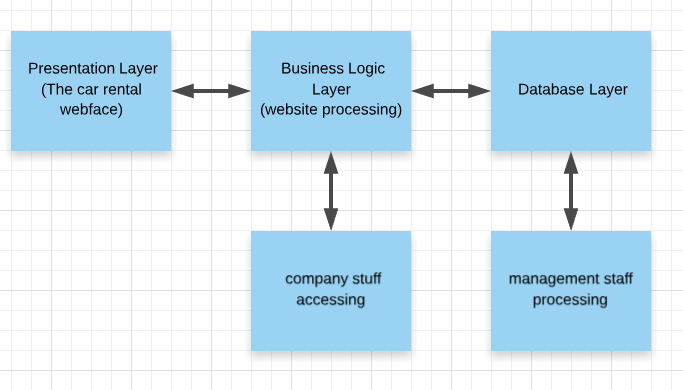 Presentation Layer
(The car rental
webface)
Business Logic
Layer
(website processing)
Database Layer
company stuff
accessing
management staff
processing